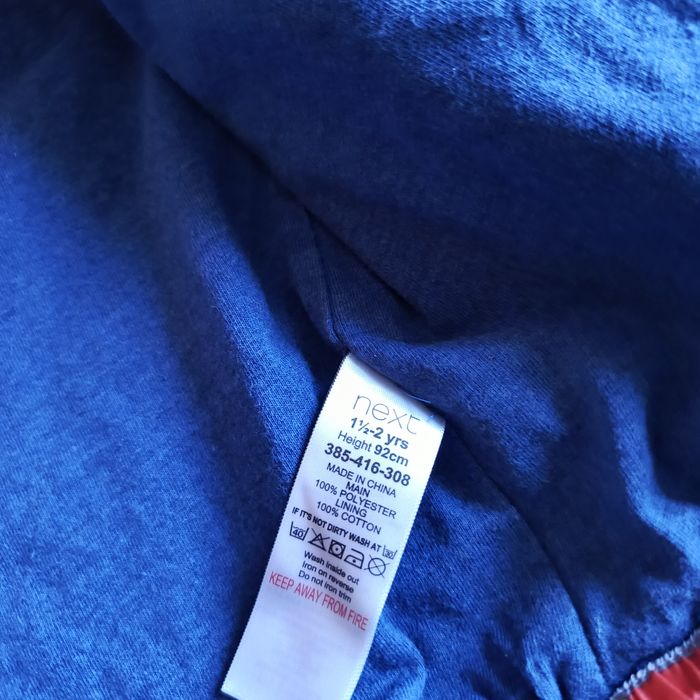 next
1½-2 yrs
Height 92cm
385-416-308
MADE IN CHINA
MAIN
100% POLYESTER
LINING
100% COTTON
IF IT'S NOT DIRTY WASH AT 30
40
Wash inside out
Iron on reverse
Do not iron trim
KEEP AWAY FROM FIRE